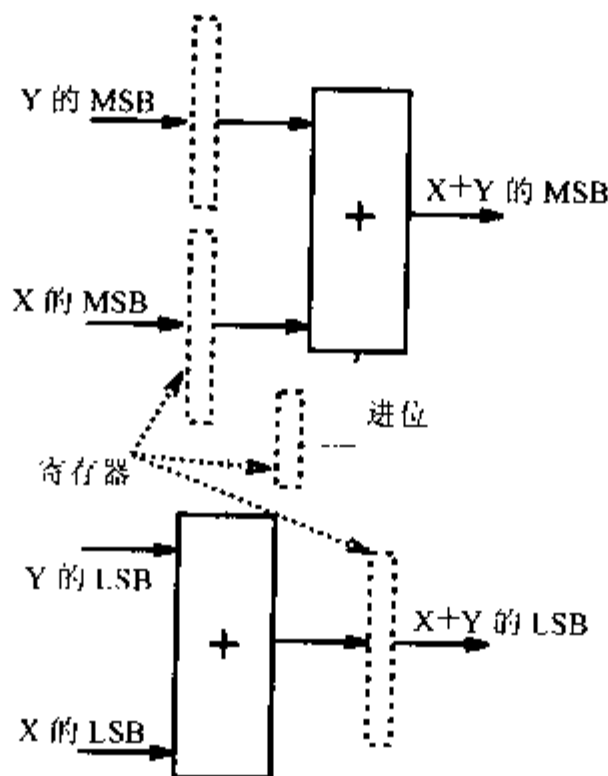 Y 的 MSB
+
X+Y 的 MSB
X 的 MSB
进位
寄存器
Y 的 LSB
+
X+Y 的 LSB
X 的 LSB